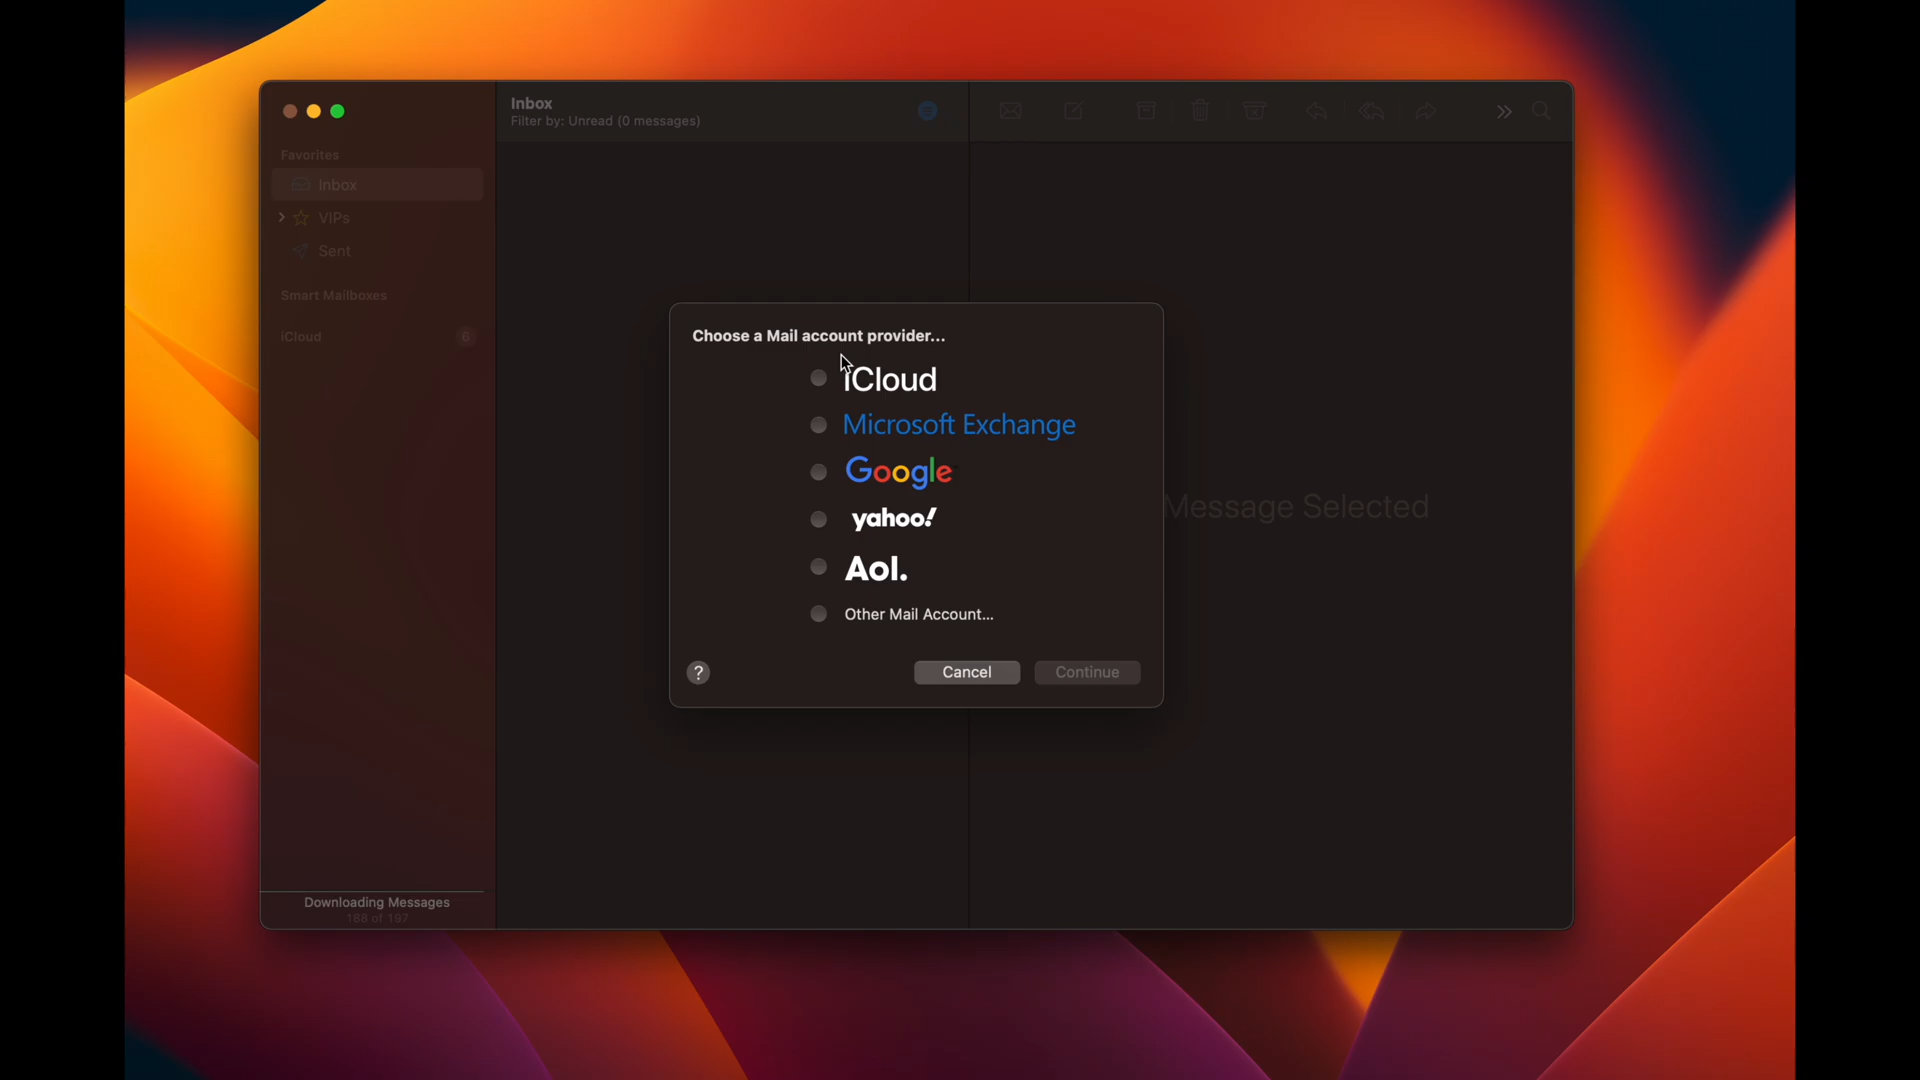 Inbox
Filter by: Unread (0 messages)
Favorites
Inbox
VIPs
Sent
Smart Mailboxes
iCloud
6
Choose a Mail account provider...
iCloud
Microsoft Exchange
Google
yahoo!
Aol.
Other Mail Account...
?
Cancel
Continue
Message Selected
Downloading Messages
188 of 197